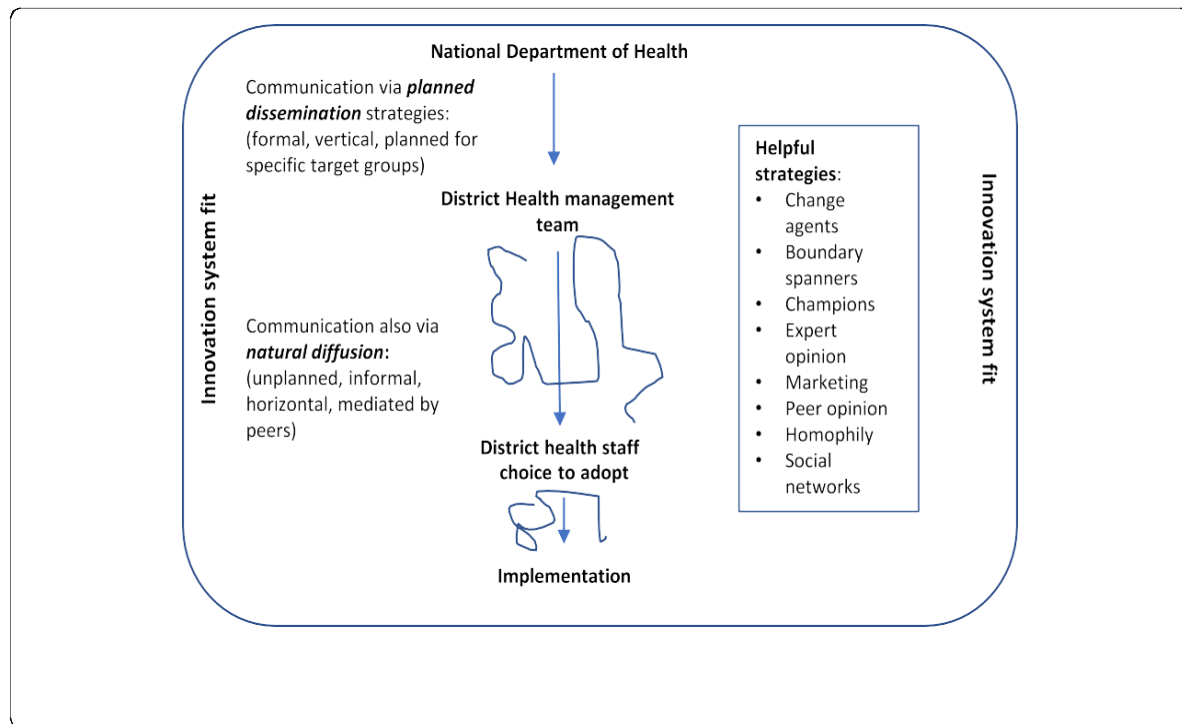 National Department of Health
Communication via planned
dissemination strategies:
(formal, vertical, planned for
specific target groups)
District Health management
team
Innovation system fit
Communication also via
natural diffusion:
(unplanned, informal,
horizontal, mediated by
peers)
District health staff
choice to adopt
Implementation
Helpful
strategies:
• Change
agents
• Boundary
spanners
• Champions
• Expert
opinion
• Marketing
• Peer opinion
• Homophily
• Social
networks
Innovation system fit